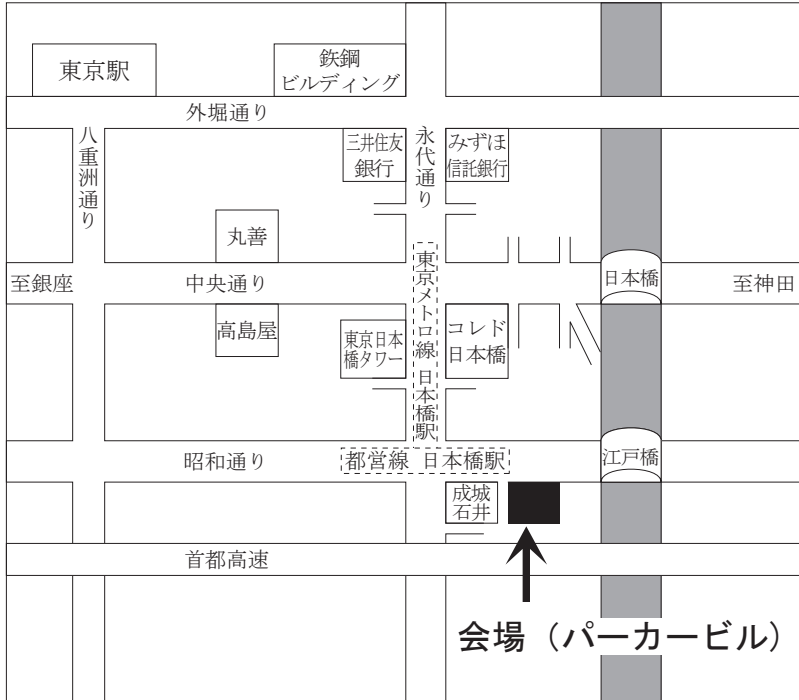 東京駅
鉃鋼
ビルディング
外堀通り
八重洲通り
三井住友
銀行
永代通り
みずほ
信託銀行
丸善
至銀座
中央通り
東京メトロ線 日本橋駅
日本橋
至神田
高島屋
東京日本
橋タワー
コレド
日本橋
昭和通り
都営線 日本橋駅
江戸橋
成城
石井
首都高速
会場（パーカービル）